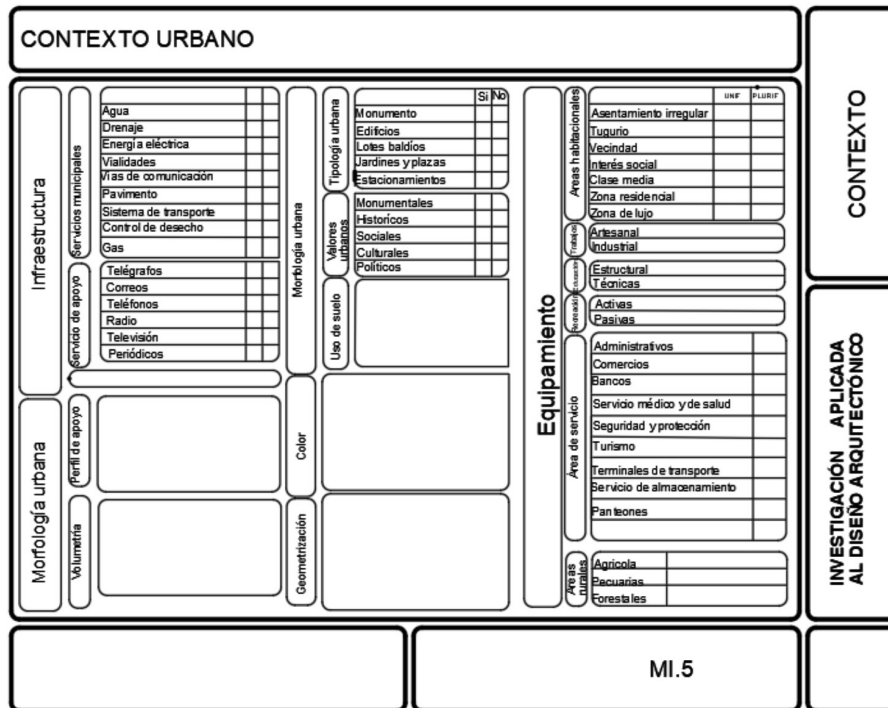 CONTEXTO URBANO
Infraestructura
Servicios municipales
Agua
Drenaje
Energía eléctrica
Vialidades
Vías de comunicación
Pavimento
Sistema de transporte
Control de desecho
Gas
Servicio de apoyo
Telégrafos
Correos
Teléfonos
Radio
Televisión
Periódicos
Morfología urbana
Perfil de apoyo
Volumetría
Morfología urbana
Tipología urbana
Si No
Monumento
Edificios
Lotes baldíos
Jardines y plazas
Estacionamientos
Valores
urbanos
Monumentales
Historícos
Sociales
Culturales
Políticos
Uso de suelo
Color
Geometrización
Equipamiento
Areas habitacionales
UNIF PLURIF
Asentamiento irregular
Tugurio
Vecindad
Interés social
Clase media
Zona residencial
Zona de lujo
Trabajos
Artesanal
Industrial
Educación
Estructural
Técnicas
Recreación
Activas
Pasivas
Área de servicio
Administrativos
Comercios
Bancos
Servicio médico y de salud
Seguridad y protección
Turismo
Terminales de transporte
Servicio de almacenamiento
Panteones
Areas
rurales
Agricola
Pecuarias
Forestales
CONTEXTO
INVESTIGACIÓN APLICADA
AL DISEÑO ARQUITECTÓNICO
MI.5